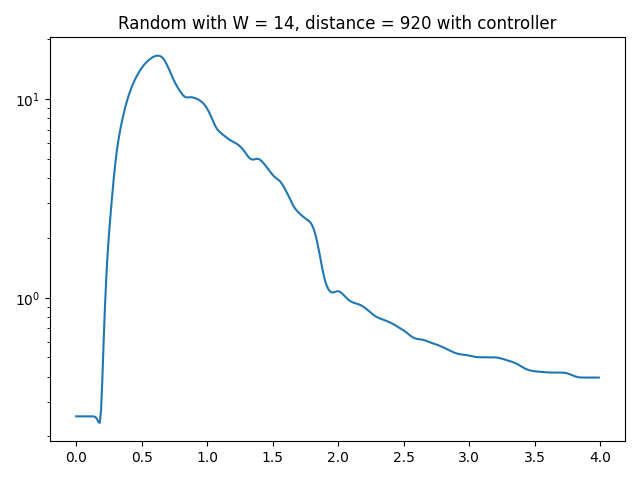 Random with W = 14, distance = 920 with controller
10¹
10⁰
0.0 0.5 1.0 1.5 2.0 2.5 3.0 3.5 4.0